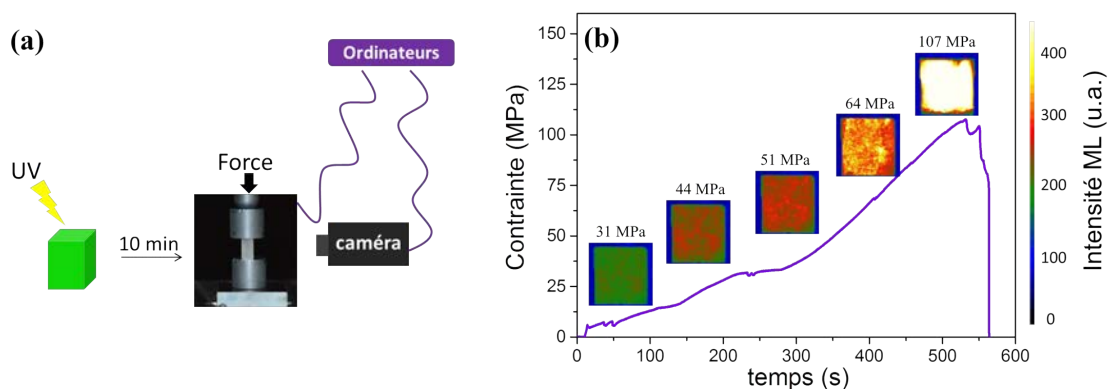 (a)
Ordinateurs
UV
10 min
Force
caméra
(b)
Contrainte (MPa)
150
125
100
75
50
25
0
0
100
200
300
400
500
600
temps (s)
31 MPa
44 MPa
51 MPa
64 MPa
107 MPa
400
300
200
100
0
Intensité ML (u.a.)